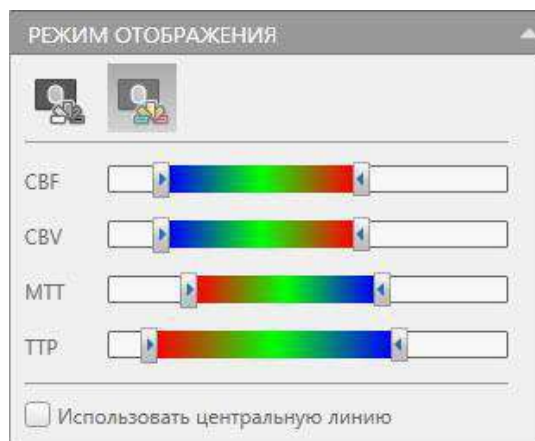 РЕЖИМ ОТОБРАЖЕНИЯ
CBF
CBV
MTT
TTP
Использовать центральную линию